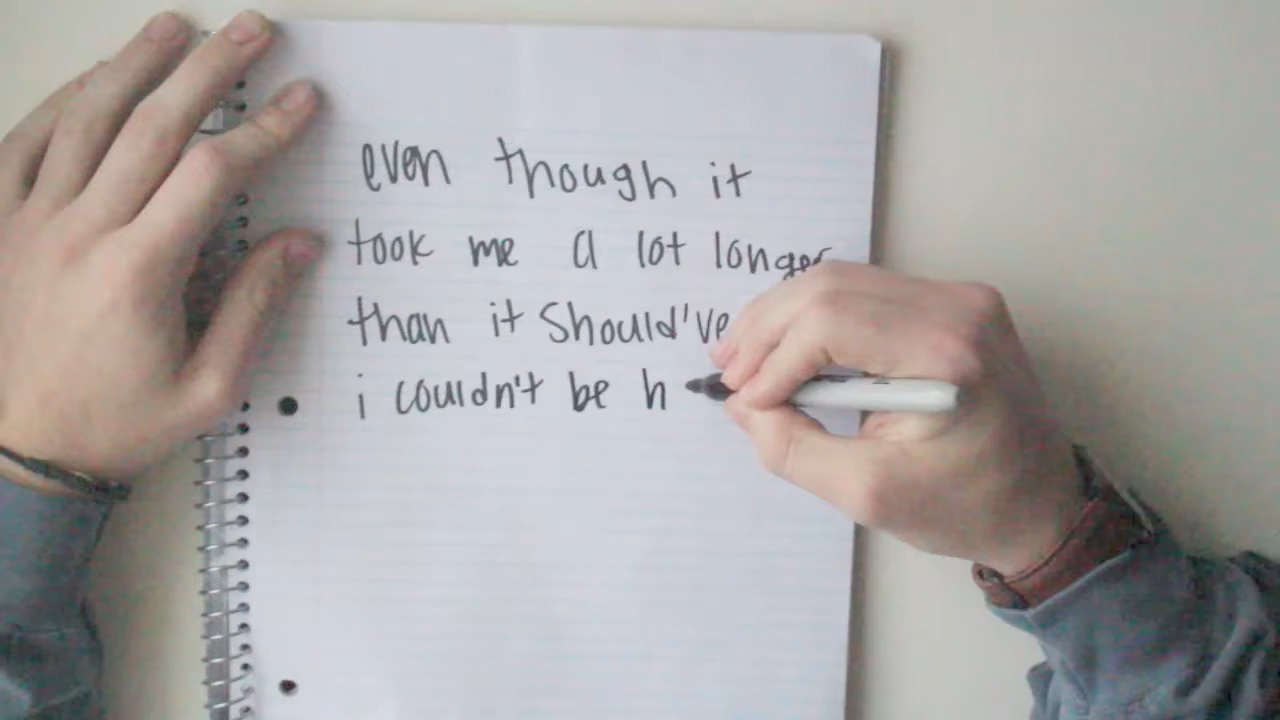 even though it
took me a lot longer
than it should've
i couldn't be h